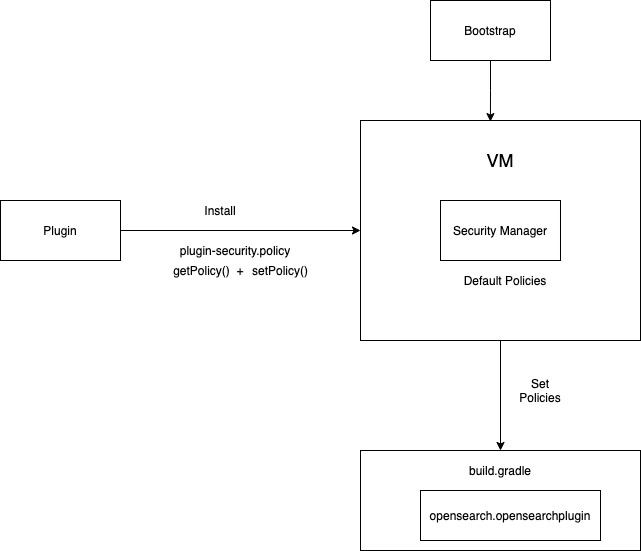 Bootstrap
VM
Install
Plugin
Security Manager
plugin-security.policy
getPolicy() + setPolicy()
Default Policies
Set
Policies
build.gradle
opensearch.opensearchplugin